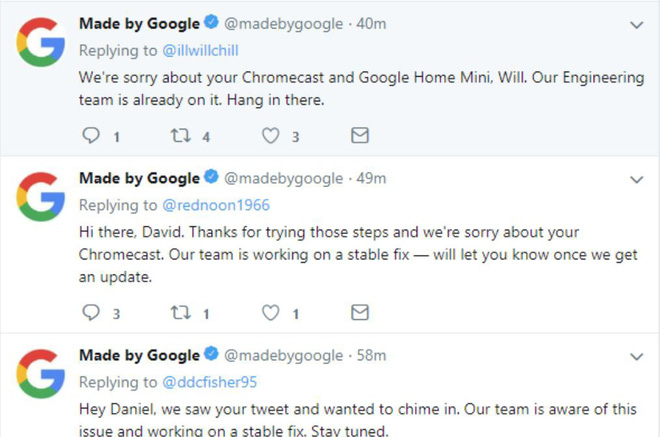 Made by Google @madebygoogle · 40m
Replying to @illwillchill
We're sorry about your Chromecast and Google Home Mini, Will. Our Engineering
team is already on it. Hang in there.
1 4 3
Made by Google @madebygoogle · 49m
Replying to @rednoon1966
Hi there, David. Thanks for trying those steps and we're sorry about your
Chromecast. Our team is working on a stable fix — will let you know once we get
an update.
3 1 1
Made by Google @madebygoogle · 58m
Replying to @ddcfisher95
Hey Daniel, we saw your tweet and wanted to chime in. Our team is aware of this
issue and working on a stable fix. Stay tuned.